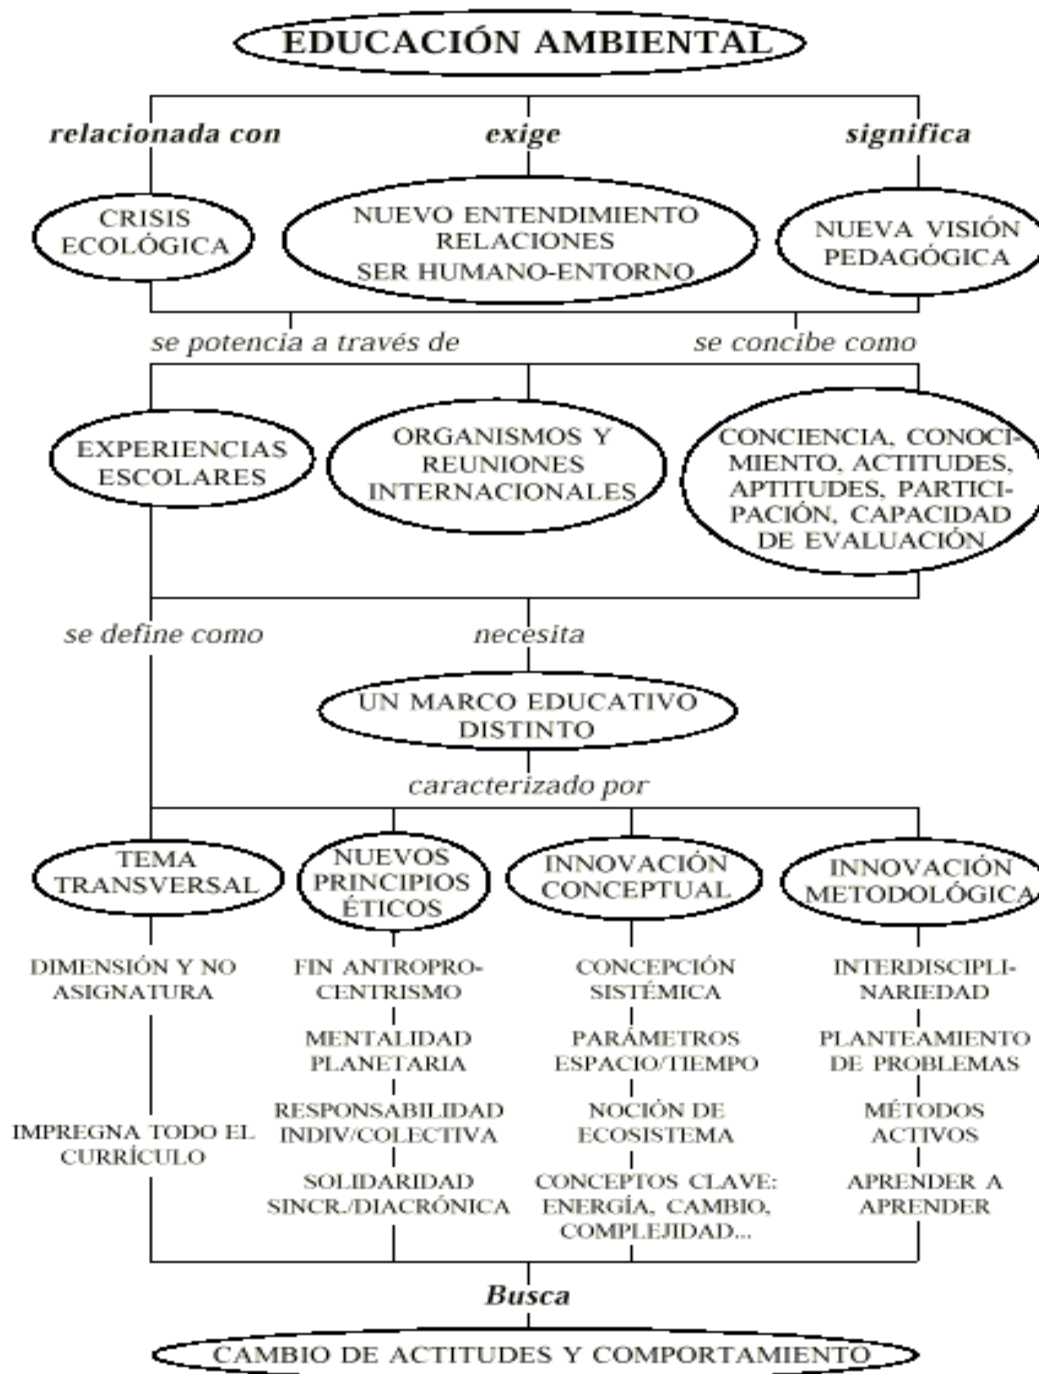 EDUCACIÓN AMBIENTAL
relacionada con
exige
significa
CRISIS
ECOLÓGICA
NUEVO ENTENDIMIENTO
RELACIONES
SER HUMANO-ENTORNO
NUEVA VISIÓN
PEDAGÓGICA
se potencia a través de
se concibe como
EXPERIENCIAS
ESCOLARES
ORGANISMOS Y
REUNIONES
INTERNACIONALES
CONCIENCIA, CONOCI-
MIENTO, ACTITUDES,
APTITUDES, PARTICI-
PACIÓN, CAPACIDAD
DE EVALUACIÓN
se define como
necesita
UN MARCO EDUCATIVO
DISTINTO
caracterizado por
TEMA
TRANSVERSAL
NUEVOS
PRINCIPIOS
ÉTICOS
INNOVACIÓN
CONCEPTUAL
INNOVACIÓN
METODOLÓGICA
DIMENSIÓN Y NO
ASIGNATURA
IMPREGNA TODO EL
CURRÍCULO
FIN ANTROPRO-
CENTRISMO
MENTALIDAD
PLANETARIA
RESPONSABILIDAD
INDIV/COLECTIVA
SOLIDARIDAD
SINCR./DIACRÓNICA
CONCEPCIÓN
SISTÉMICA
PARÁMETROS
ESPACIO/TIEMPO
NOCIÓN DE
ECOSISTEMA
CONCEPTOS CLAVE:
ENERGÍA, CAMBIO,
COMPLEJIDAD...
INTERDISCIPLI-
NARIEDAD
PLANTEAMIENTO
DE PROBLEMAS
MÉTODOS
ACTIVOS
APRENDER A
APRENDER
Busca
CAMBIO DE ACTITUDES Y COMPORTAMIENTO